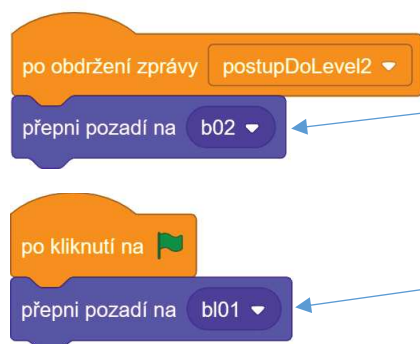 po obdržení zprávy postupDoLevel2
přepni pozadí na b02
po kliknutí na
přepni pozadí na bl01